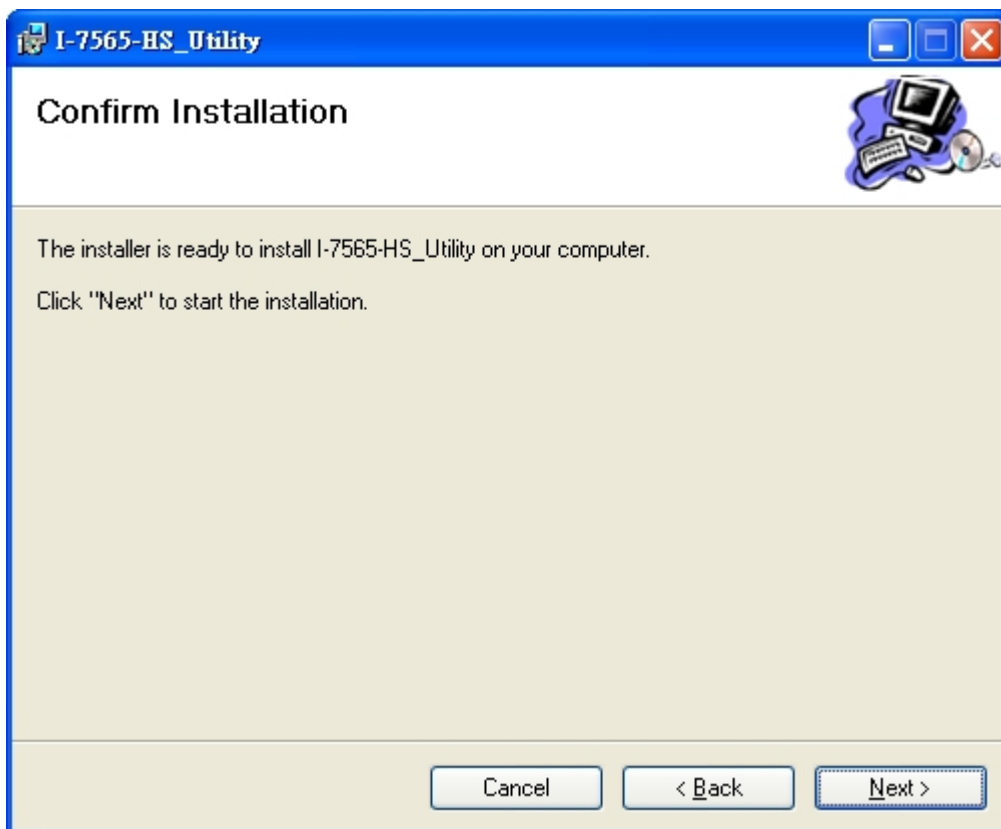 I-7565-HS_Utility
Confirm Installation
The installer is ready to install I-7565-HS_Utility on your computer.
Click "Next" to start the installation.
Cancel
< Back
Next >